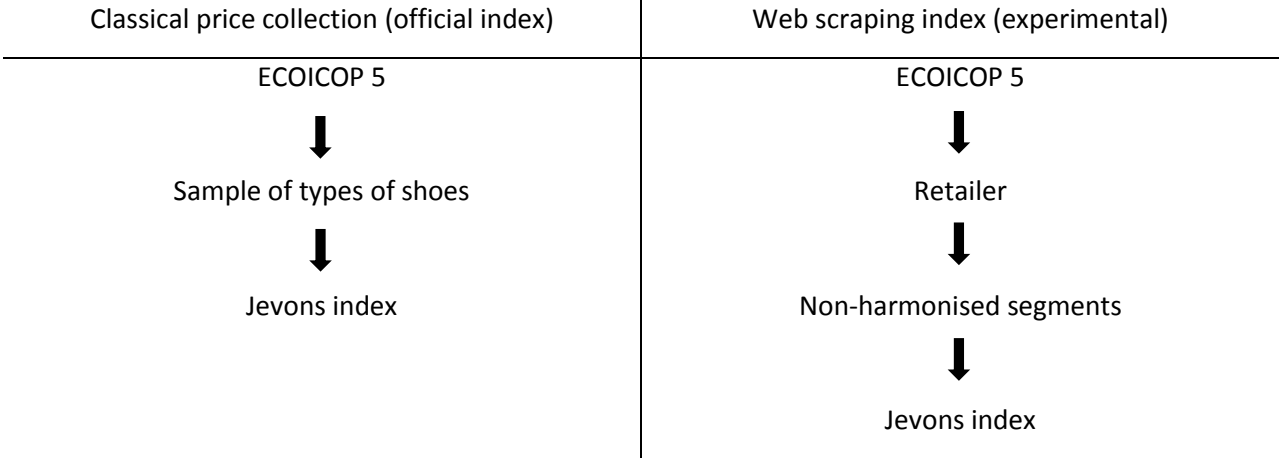 Classical price collection (official index)
Web scraping index (experimental)
ECOICOP 5
Sample of types of shoes
Jevons index
ECOICOP 5
Retailer
Non-harmonised segments
Jevons index